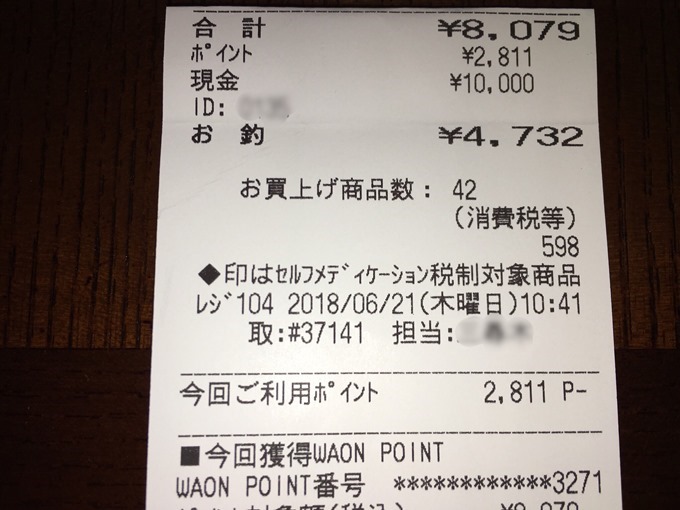 合 計 ¥8,079
ﾎﾟｲﾝﾄ ¥2,811
現金 ¥10,000
ID:
お 釣 ¥4,732
お買上げ商品数: 42
(消費税等)
598
◆印はｾﾙﾌﾒﾃﾞｨｹｰｼｮﾝ税制対象商品
ﾚｼﾞ104 2018/06/21(木曜日)10:41
取:#37141 担当:
今回ご利用ﾎﾟｲﾝﾄ 2,811 P-
■今回獲得WAON POINT
WAON POINT番号 ************3271